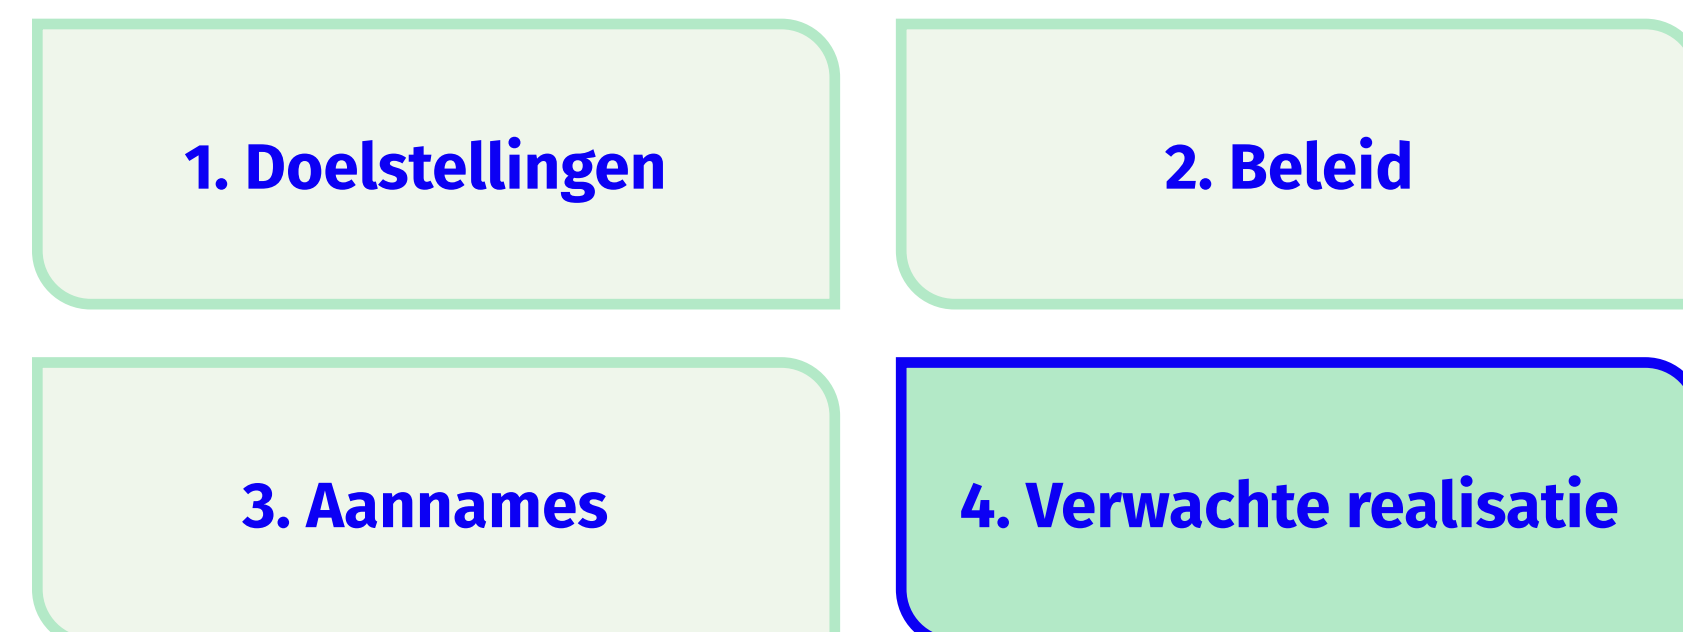 1. Doelstellingen
2. Beleid
3. Aannames
4. Verwachte realisatie